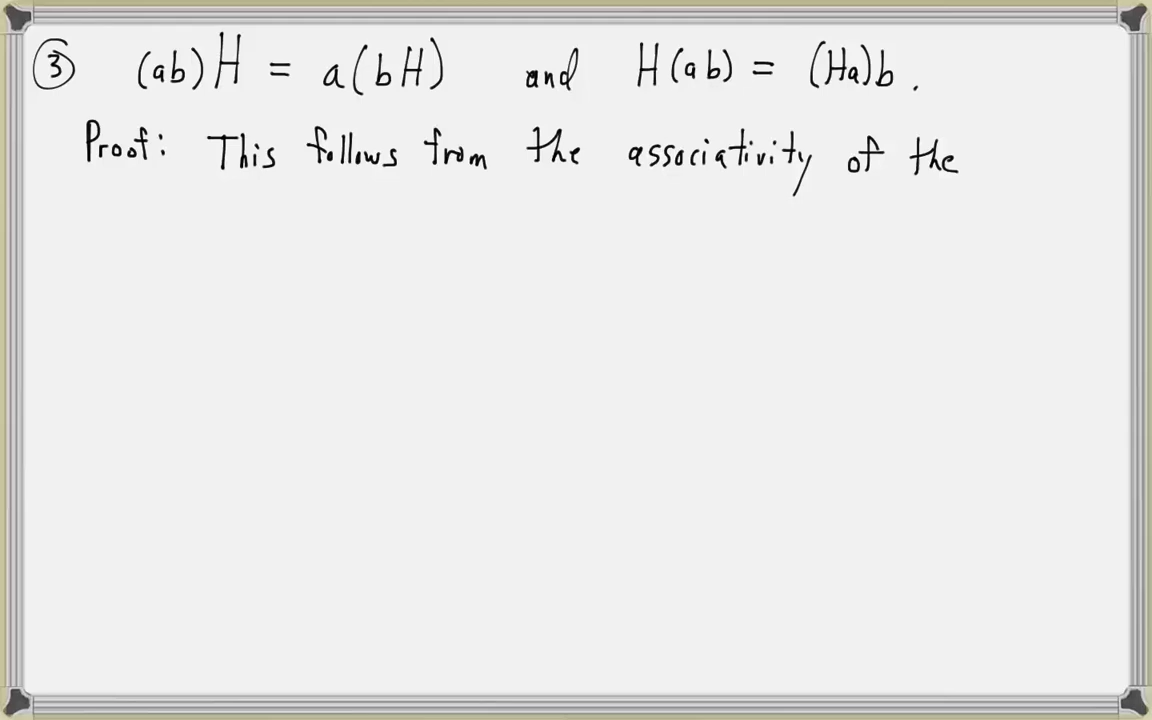 ③ (ab)H = a(bH) and H(ab) = (Ha)b.
Proof: This follows from the associativity of the